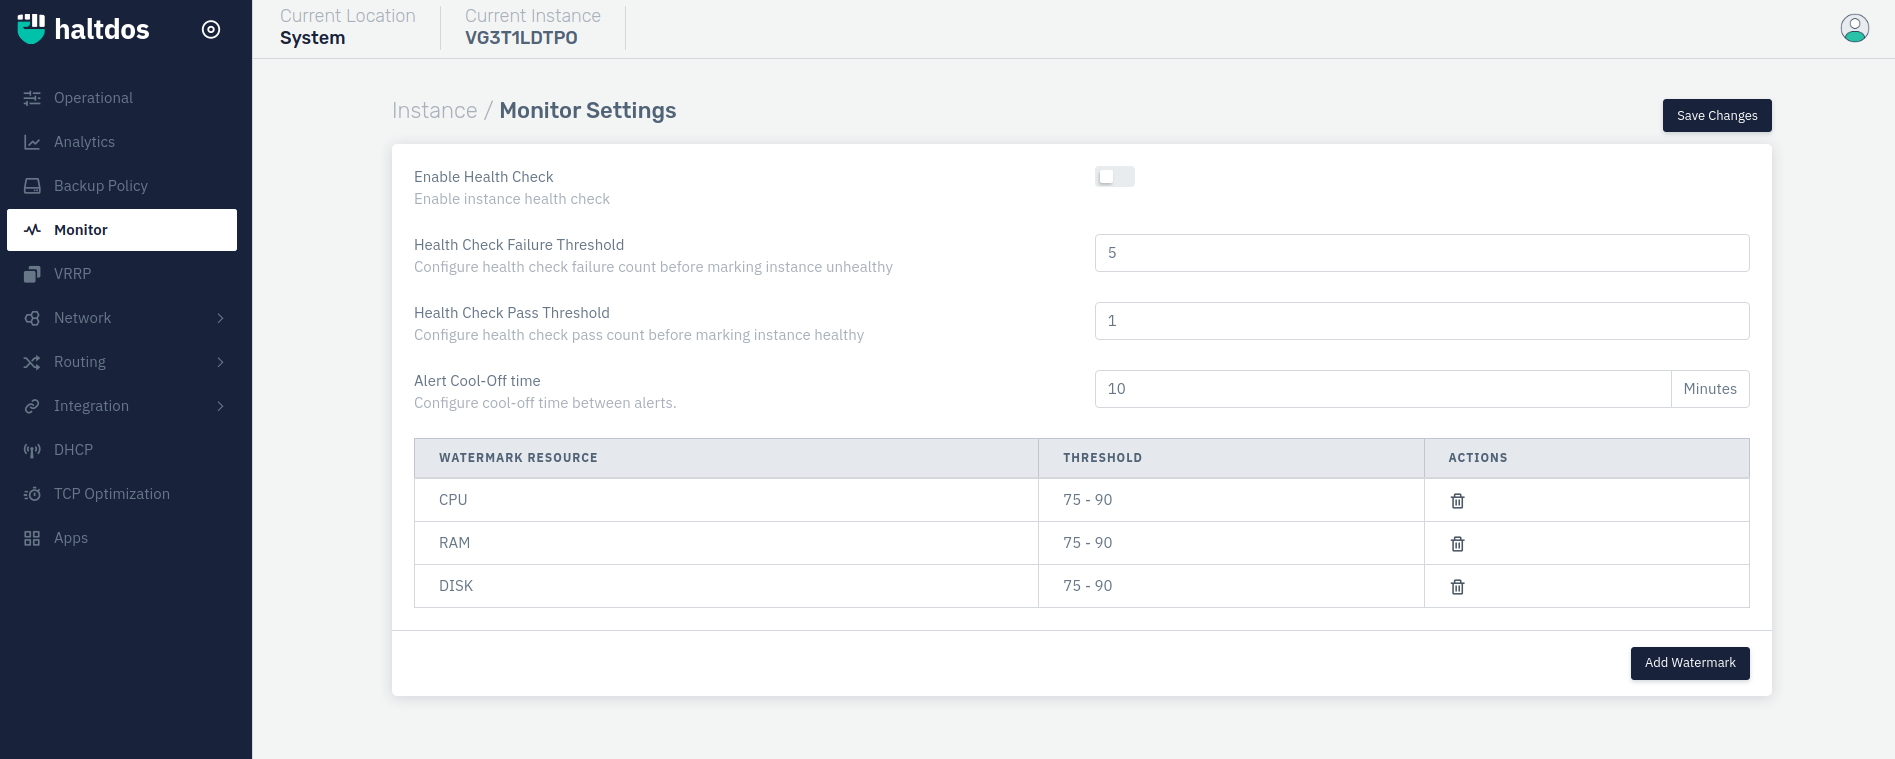 haltdos
Current Location
System
Current Instance
VG3T1LDTPO
Operational
Analytics
Backup Policy
Monitor
VRRP
Network
Routing
Integration
DHCP
TCP Optimization
Apps
Instance / Monitor Settings
Save Changes
Enable Health Check
Enable instance health check
Health Check Failure Threshold
Configure health check failure count before marking instance unhealthy
5
Health Check Pass Threshold
Configure health check pass count before marking instance healthy
1
Alert Cool-Off time
Configure cool-off time between alerts.
10 Minutes
WATERMARK RESOURCE THRESHOLD ACTIONS
CPU 75 - 90
RAM 75 - 90
DISK 75 - 90
Add Watermark